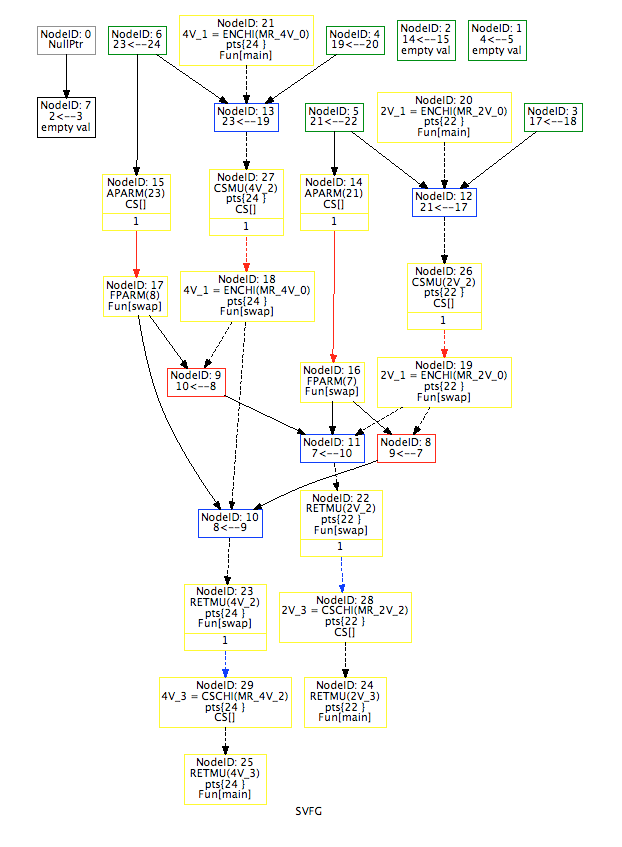 NodeID: 0
NullPtr
NodeID: 6
23<--24
NodeID: 21
4V_1 = ENCHI(MR_4V_0)
pts{24 }
Fun[main]
NodeID: 4
19<--20
NodeID: 2
14<--15
empty val
NodeID: 1
4<--5
empty val
NodeID: 7
2<--3
empty val
NodeID: 13
23<--19
NodeID: 5
21<--22
NodeID: 20
2V_1 = ENCHI(MR_2V_0)
pts{22 }
Fun[main]
NodeID: 3
17<--18
NodeID: 15
APARM(23)
CS[]
1
NodeID: 27
CSMU(4V_2)
pts{24 }
CS[]
1
NodeID: 14
APARM(21)
CS[]
1
NodeID: 12
21<--17
NodeID: 17
FPARM(8)
Fun[swap]
NodeID: 18
4V_1 = ENCHI(MR_4V_0)
pts{24 }
Fun[swap]
NodeID: 26
CSMU(2V_2)
pts{22 }
CS[]
1
NodeID: 9
10<--8
NodeID: 16
FPARM(7)
Fun[swap]
NodeID: 19
2V_1 = ENCHI(MR_2V_0)
pts{22 }
Fun[swap]
NodeID: 11
7<--10
NodeID: 8
9<--7
NodeID: 10
8<--9
NodeID: 22
RETMU(2V_2)
pts{22 }
Fun[swap]
1
NodeID: 23
RETMU(4V_2)
pts{24 }
Fun[swap]
1
NodeID: 28
2V_3 = CSCHI(MR_2V_2)
pts{22 }
CS[]
NodeID: 29
4V_3 = CSCHI(MR_4V_2)
pts{24 }
CS[]
NodeID: 24
RETMU(2V_3)
pts{22 }
Fun[main]
NodeID: 25
RETMU(4V_3)
pts{24 }
Fun[main]
SVFG